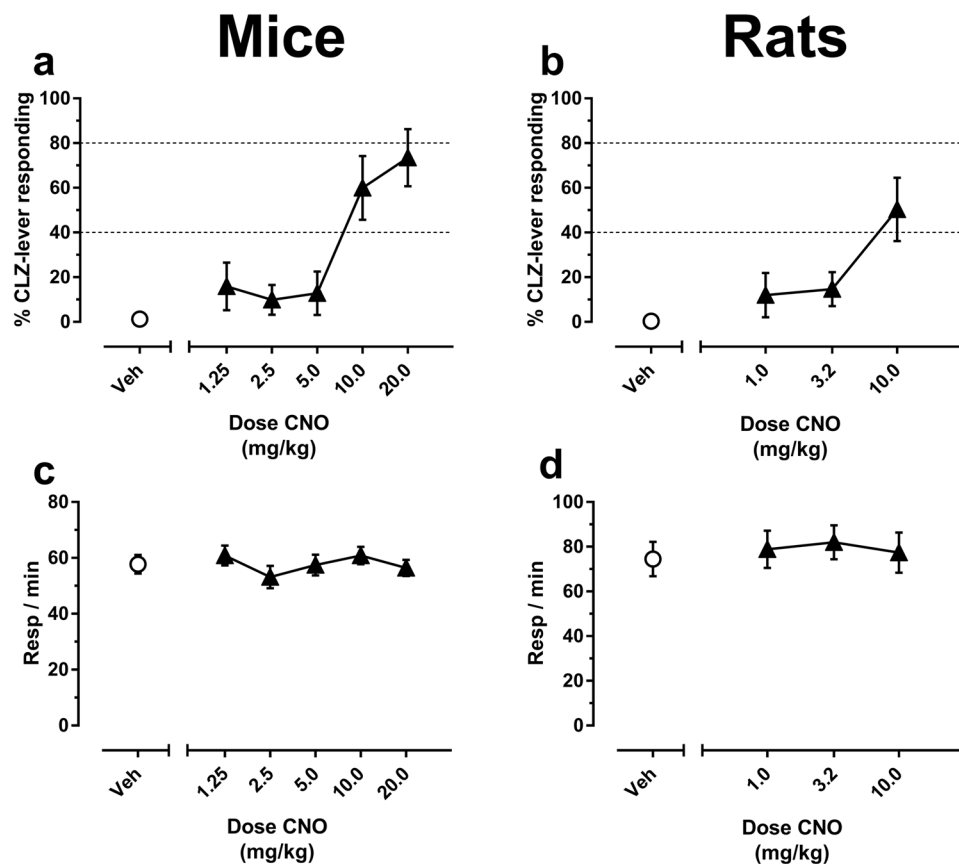 Mice
Rats
a
% CLZ-lever responding
100
80
60
40
20
0
Veh
1.25
2.5
5.0
10.0
20.0
Dose CNO
(mg/kg)
b
% CLZ-lever responding
100
80
60
40
20
0
Veh
1.0
3.2
10.0
Dose CNO
(mg/kg)
c
Resp / min
80
60
40
20
0
Veh
1.25
2.5
5.0
10.0
20.0
Dose CNO
(mg/kg)
d
Resp / min
100
80
60
40
20
0
Veh
1.0
3.2
10.0
Dose CNO
(mg/kg)